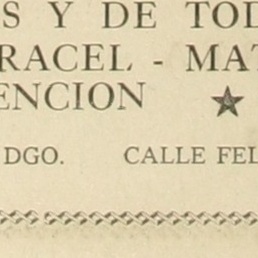 S Y DE TOD
RACEL - MAT
ENCION ★
DGO. CALLE FEL